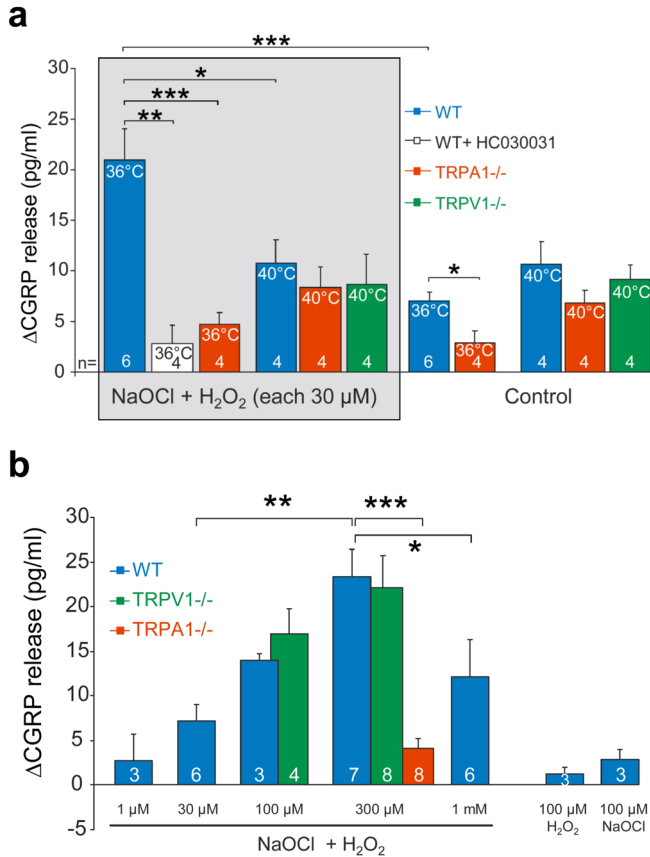 a
***
30
25
20
15
10
5
0
ΔCGRP release (pg/ml)
*
***
**
WT
WT+ HC030031
TRPA1-/-
TRPV1-/-
*
36°C 36°C 36°C 40°C 40°C 40°C 36°C 36°C 40°C 40°C 40°C
n= 6 4 4 4 4 4 6 4 4 4 4
NaOCl + H₂O₂ (each 30 µM)
Control
b
** ***
*
30
25
20
15
10
5
0
-5
ΔCGRP release (pg/ml)
WT
TRPV1-/-
TRPA1-/-
3 6 3 4 7 8 8 6 3 3
1 µM 30 µM 100 µM 300 µM 1 mM
NaOCl + H₂O₂
100 µM
H₂O₂
100 µM
NaOCl